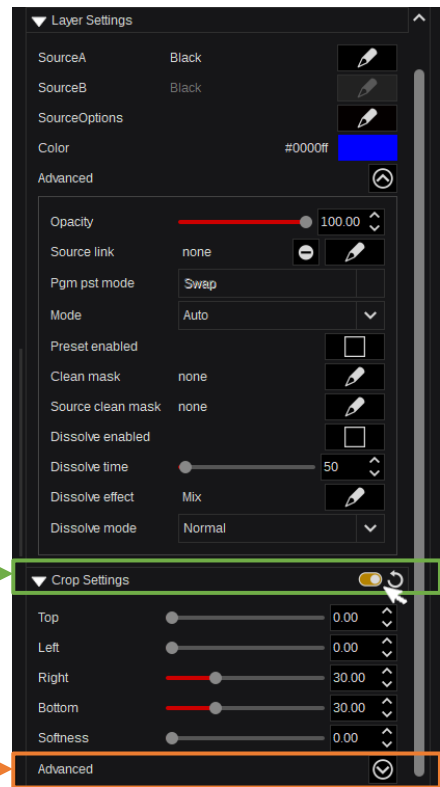 Layer Settings
SourceA Black
SourceB Black
SourceOptions
Color #0000ff
Advanced
Opacity 100.00
Source link none
Pgm pst mode Swap
Mode Auto
Preset enabled
Clean mask none
Source clean mask none
Dissolve enabled
Dissolve time 50
Dissolve effect Mix
Dissolve mode Normal
Crop Settings
Top 0.00
Left 0.00
Right 30.00
Bottom 30.00
Softness 0.00
Advanced